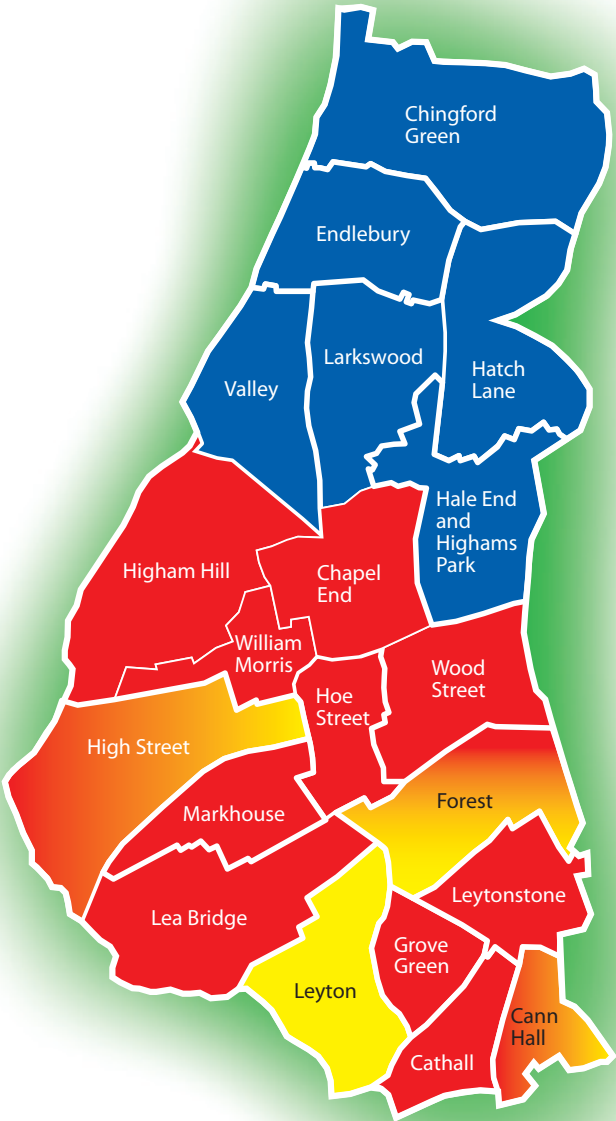 Chingford
Green
Endlebury
Larkswood
Valley
Hatch
Lane
Hale End
and
Highams
Park
Higham Hill
Chapel
End
William
Morris
Wood
Street
Hoe
Street
High Street
Forest
Markhouse
Leytonstone
Lea Bridge
Grove
Green
Leyton
Cann
Hall
Cathall